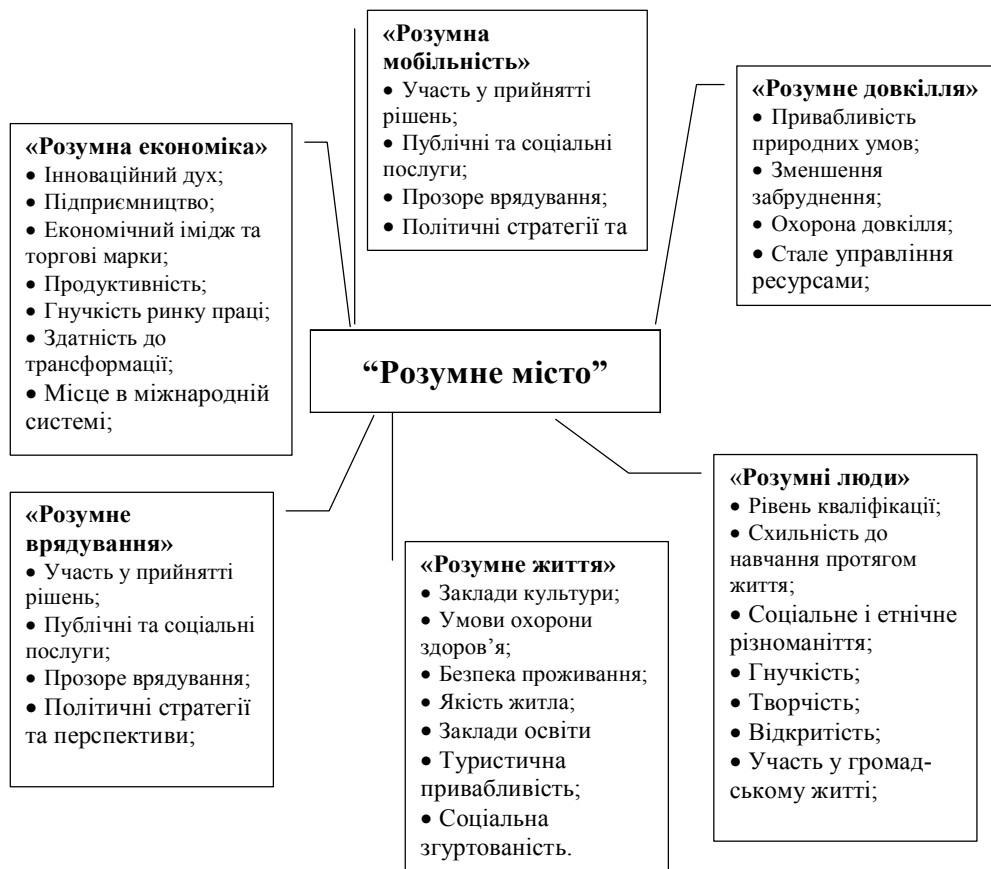 «Розумна
мобільність»
• Участь у прийнятті
рішень;
• Публічні та соціальні
послуги;
• Прозоре врядування;
• Політичні стратегії та
«Розумне довкілля»
• Привабливість
природних умов;
• Зменшення
забруднення;
• Охорона довкілля;
• Стале управління
ресурсами;
«Розумна економіка»
• Інноваційний дух;
• Підприємництво;
• Економічний імідж та
торгові марки;
• Продуктивність;
• Гнучкість ринку праці;
• Здатність до
трансформації;
• Місце в міжнародній
системі;
“Розумне місто”
«Розумне
врядування»
• Участь у прийнятті
рішень;
• Публічні та соціальні
послуги;
• Прозоре врядування;
• Політичні стратегії
та перспективи;
«Розумне життя»
• Заклади культури;
• Умови охорони
здоров’я;
• Безпека проживання;
• Якість житла;
• Заклади освіти
• Туристична
привабливість;
• Соціальна
згуртованість.
«Розумні люди»
• Рівень кваліфікації;
• Схильність до
навчання протягом
життя;
• Соціальне і етнічне
різноманіття;
• Гнучкість;
• Творчість;
• Відкритість;
• Участь у громад-
ському житті;